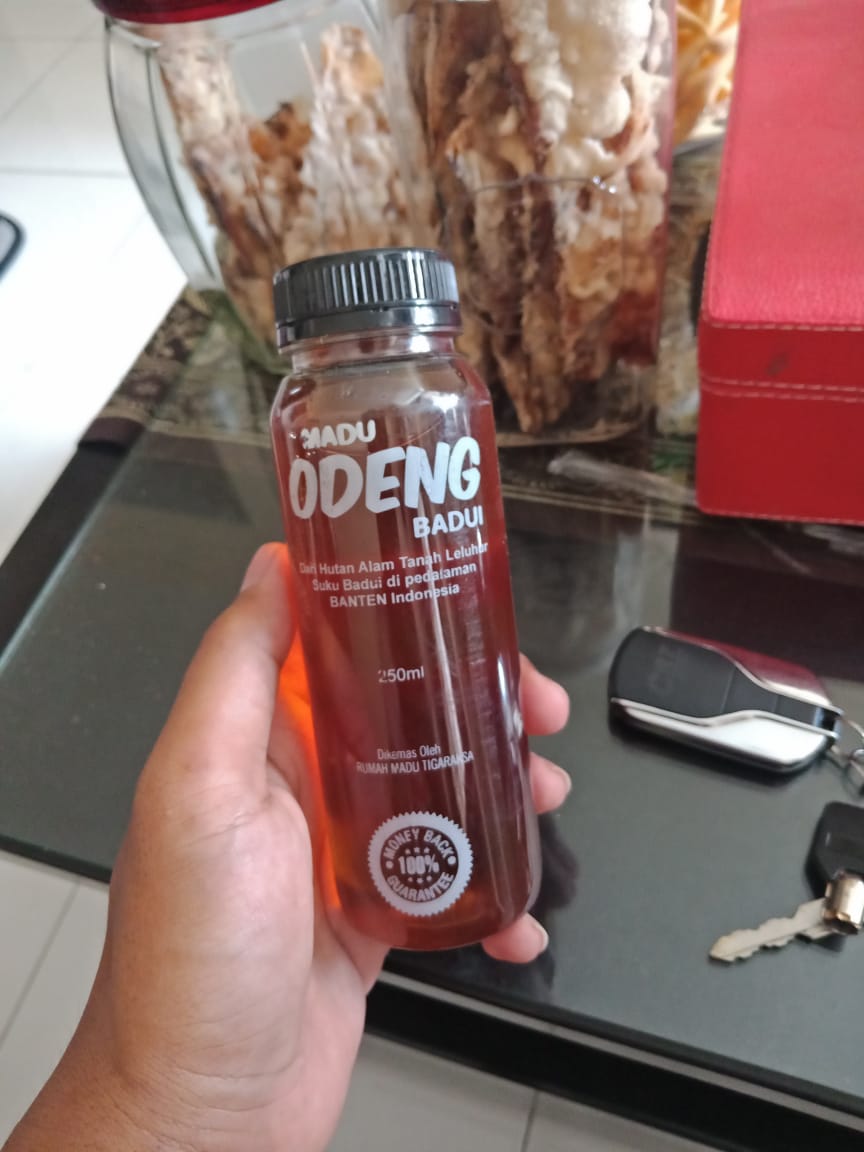 MADU
ODENG
BADUI
Dari Hutan Alam Tanah Leluhur
Suku Badui di pedalaman
BANTEN Indonesia
250ml
Dikemas Oleh
RUMAH MADU TIGARAKSA
MONEY BACK
100%
GUARANTEE